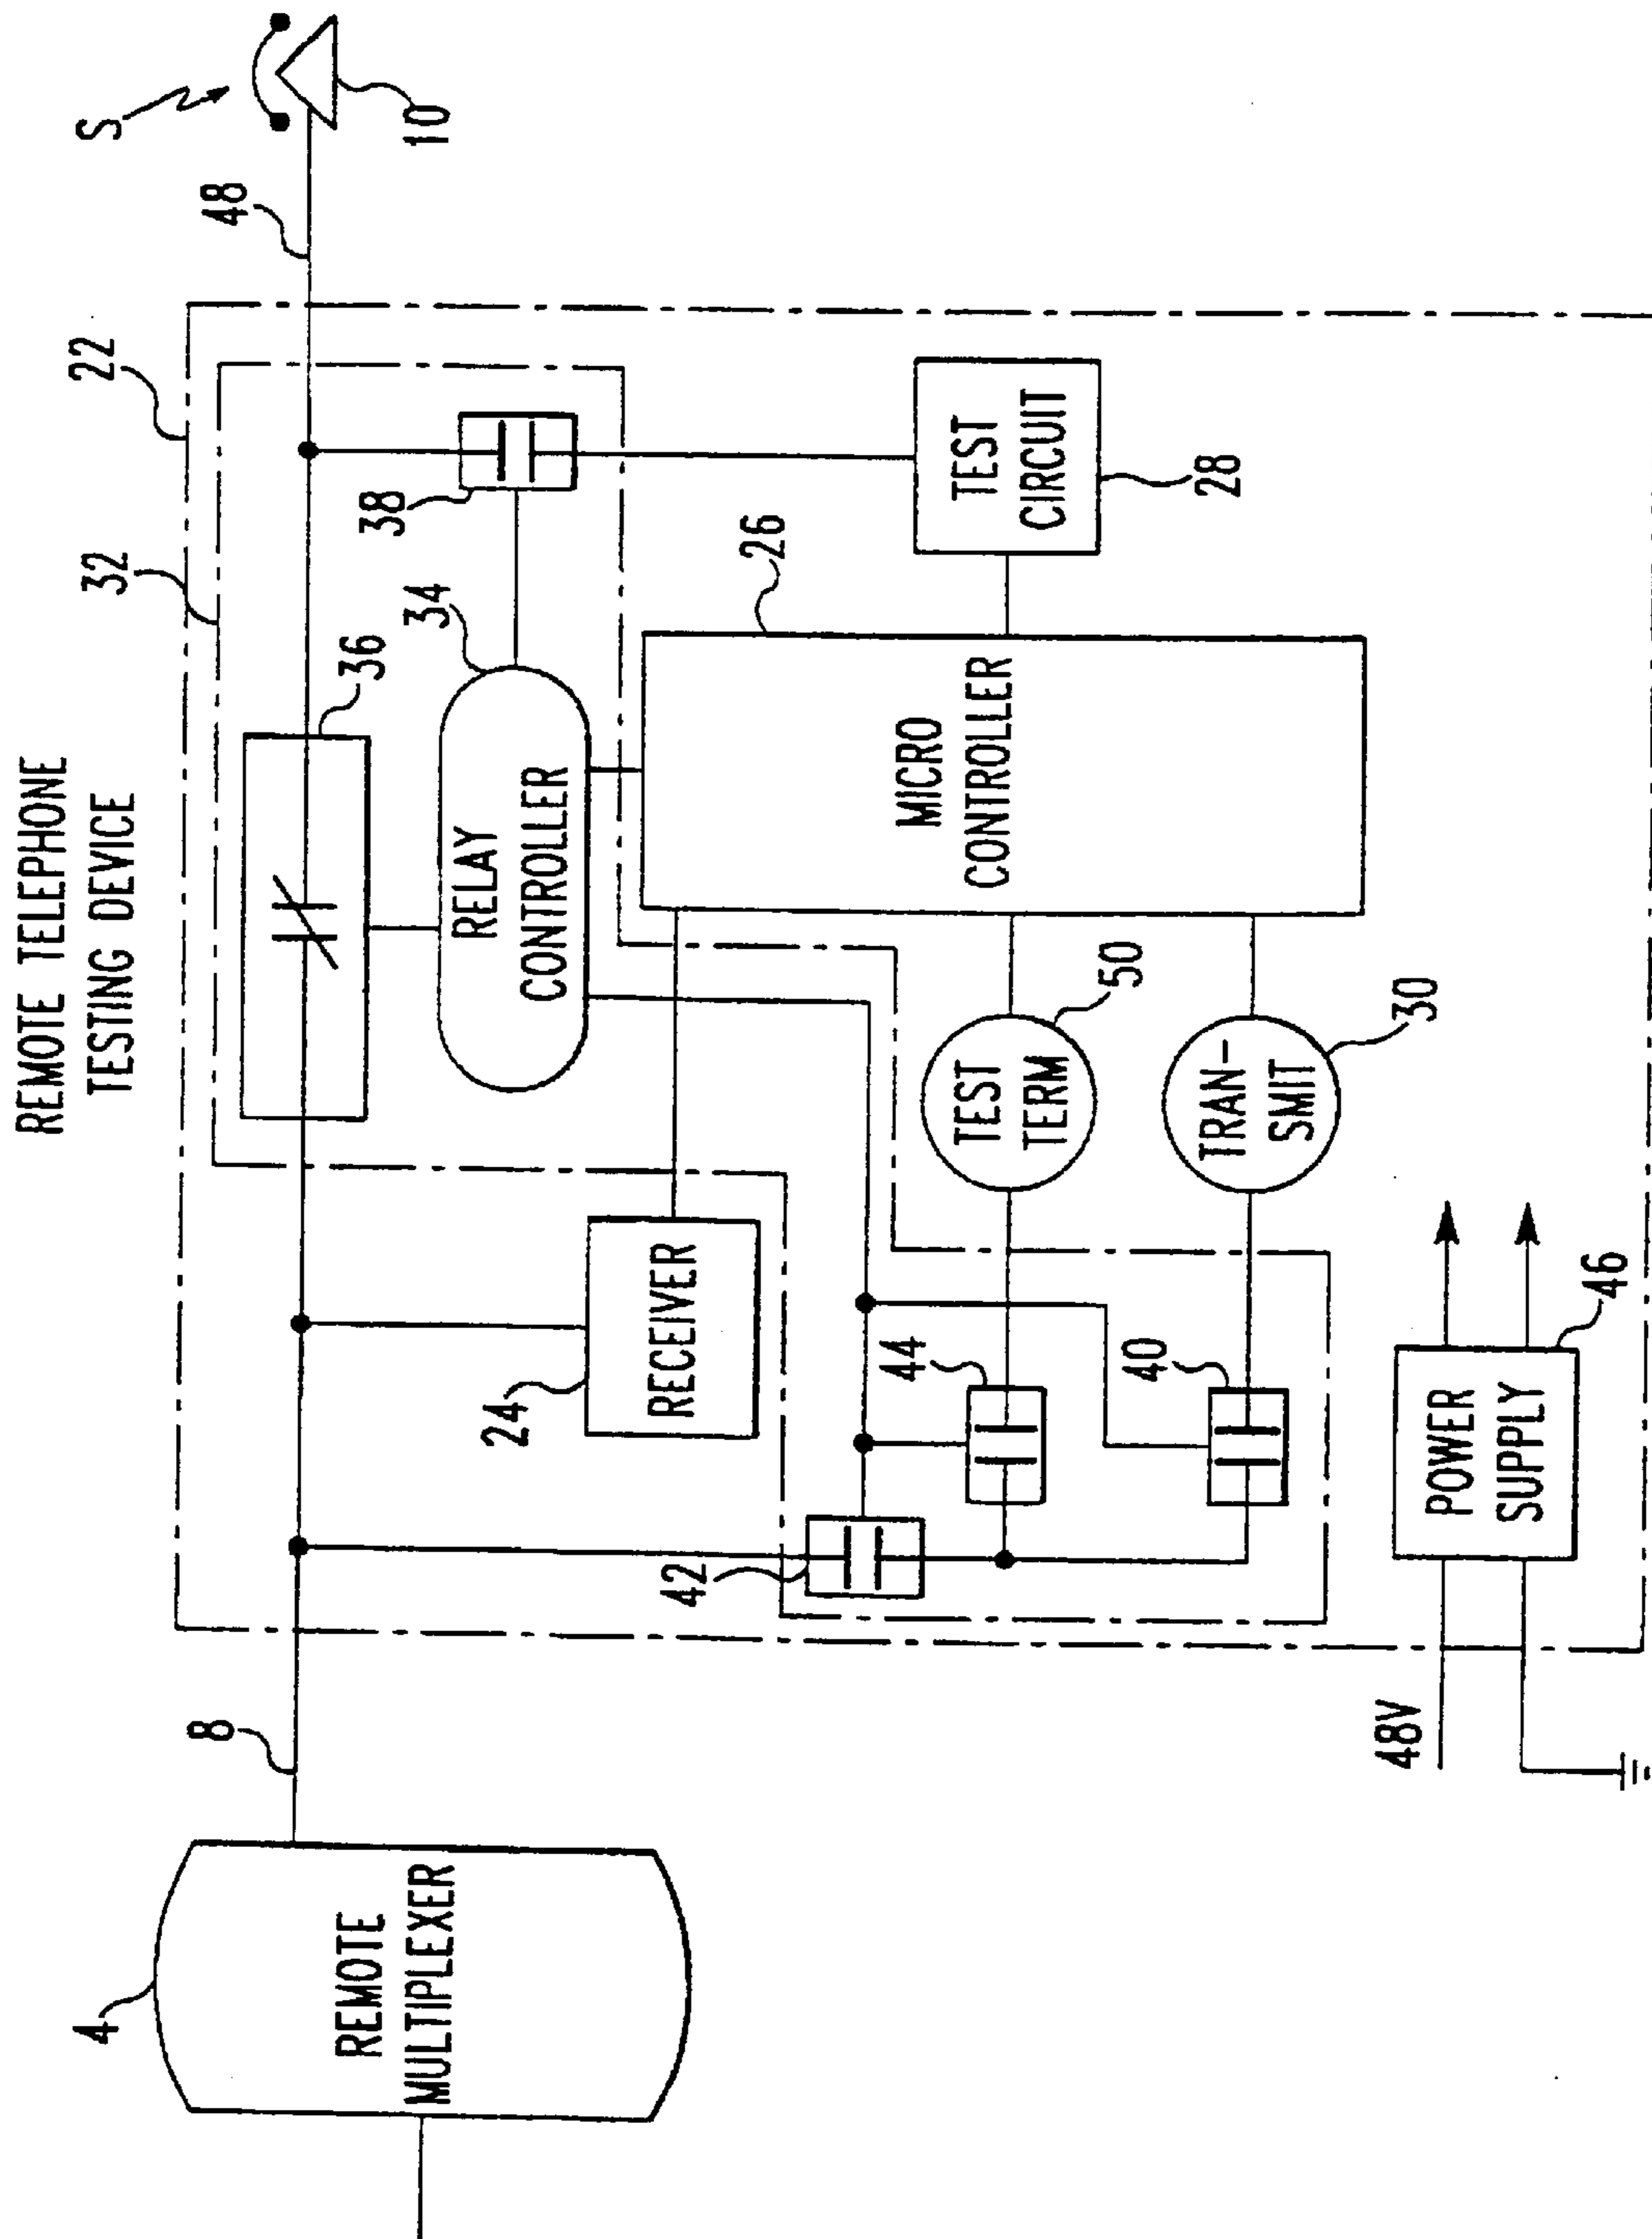 REMOTE TELEPHONE
TESTING DEVICE
S
10
48
22
32
36
34
38
RELAY
CONTROLLER
26
MICRO
CONTROLLER
TEST
CIRCUIT
28
24
RECEIVER
50
TEST
TERM
30
TRAN-
SMIT
42
44
40
46
POWER
SUPPLY
48V
8
4
REMOTE
MULTIPLEXER